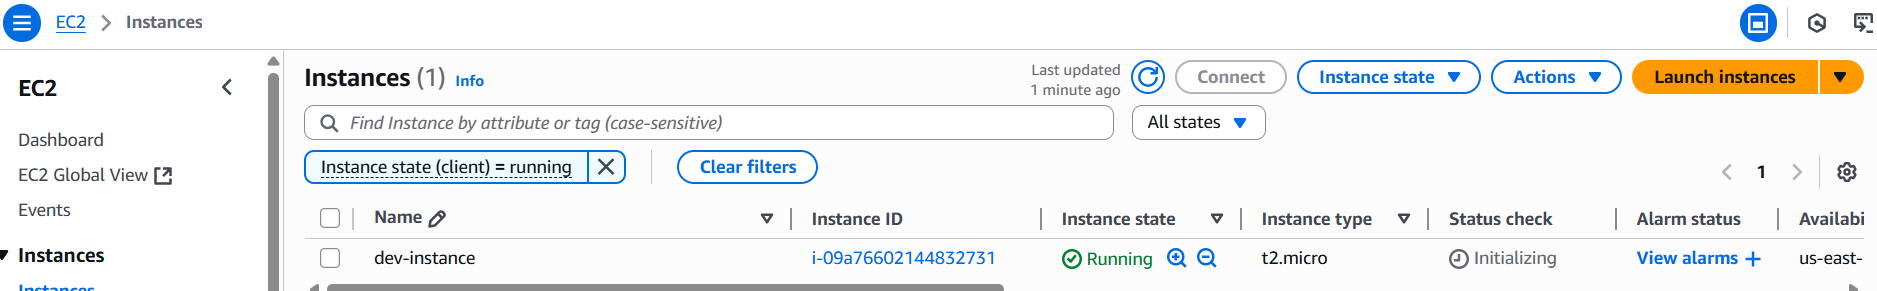 EC2 > Instances
EC2
Dashboard
EC2 Global View
Events
Instances
Instances
Instances (1) Info
Last updated
1 minute ago
Connect
Instance state
Actions
Launch instances
Find Instance by attribute or tag (case-sensitive)
All states
Instance state (client) = running
Clear filters
1
Name Instance ID Instance state Instance type Status check Alarm status Availabi
dev-instance i-09a76602144832731 Running t2.micro Initializing View alarms + us-east-